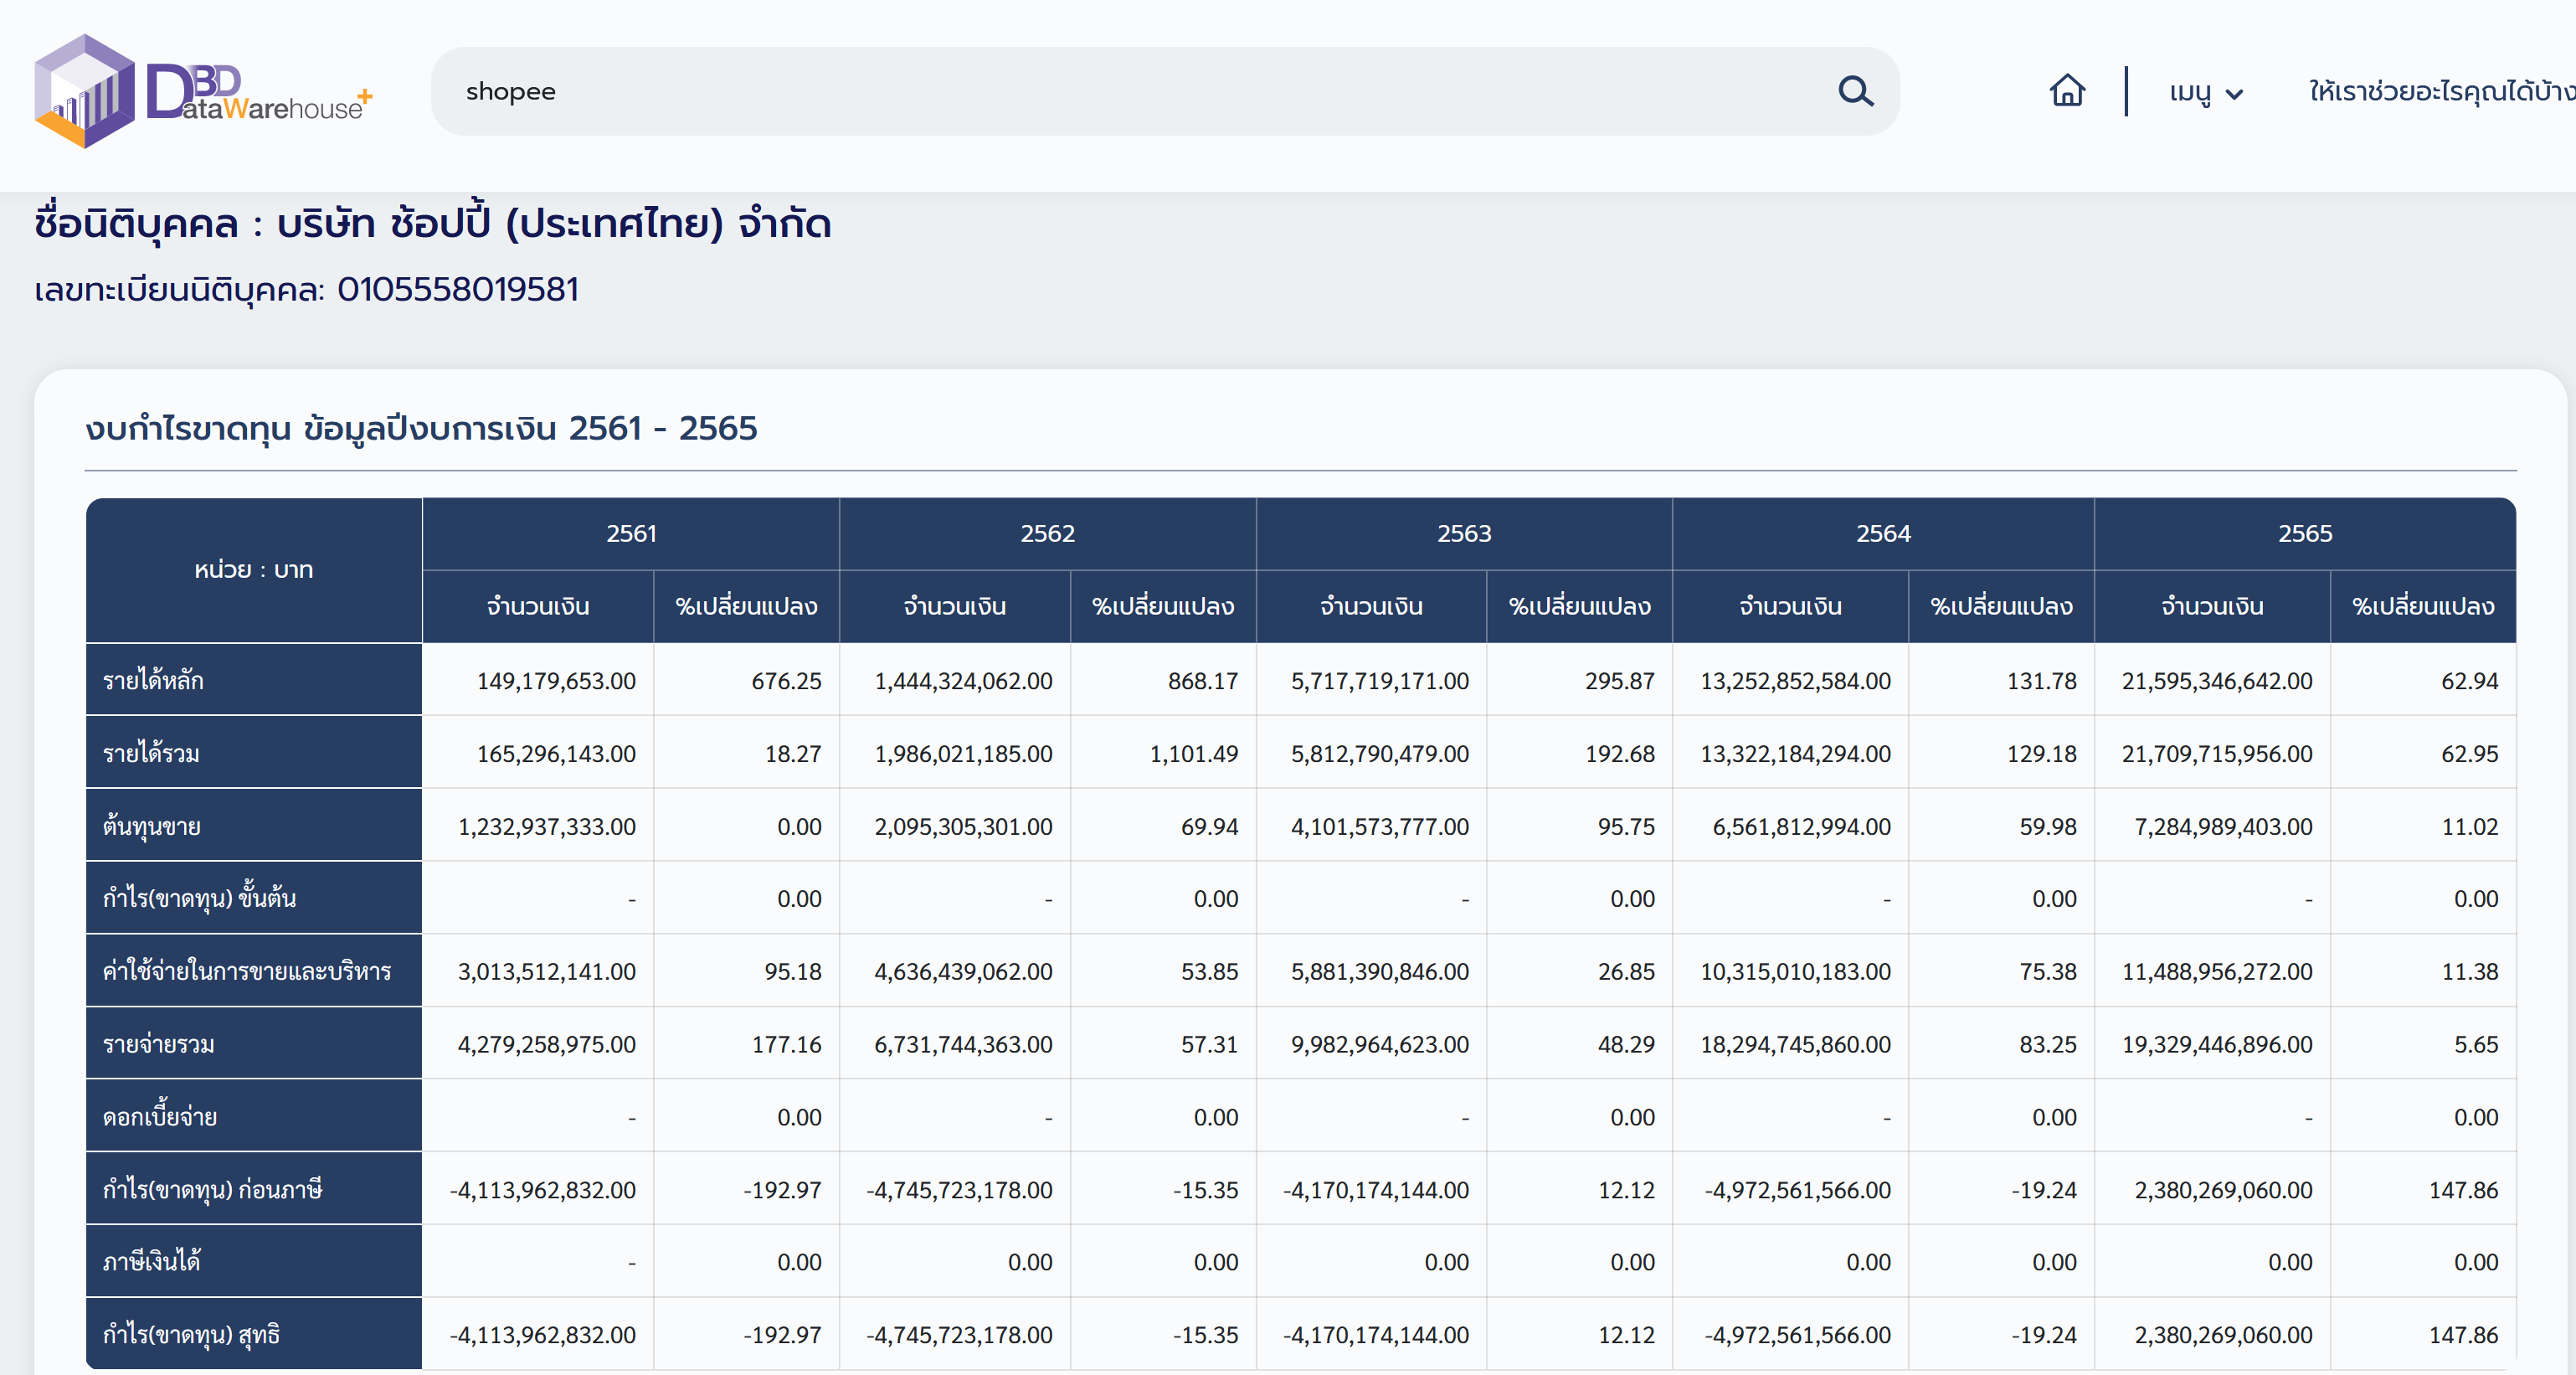 DBD DataWarehouse+
shopee
เมนู
ให้เราช่วยอะไรคุณได้บ้าง
ชื่อนิติบุคคล : บริษัท ช้อปปี้ (ประเทศไทย) จำกัด
เลขทะเบียนนิติบุคคล: 0105558019581
งบกำไรขาดทุน ข้อมูลปีงบการเงิน 2561 - 2565
หน่วย : บาท 2561 2562 2563 2564 2565
จำนวนเงิน %เปลี่ยนแปลง จำนวนเงิน %เปลี่ยนแปลง จำนวนเงิน %เปลี่ยนแปลง จำนวนเงิน %เปลี่ยนแปลง จำนวนเงิน %เปลี่ยนแปลง
รายได้หลัก 149,179,653.00 676.25 1,444,324,062.00 868.17 5,717,719,171.00 295.87 13,252,852,584.00 131.78 21,595,346,642.00 62.94
รายได้รวม 165,296,143.00 18.27 1,986,021,185.00 1,101.49 5,812,790,479.00 192.68 13,322,184,294.00 129.18 21,709,715,956.00 62.95
ต้นทุนขาย 1,232,937,333.00 0.00 2,095,305,301.00 69.94 4,101,573,777.00 95.75 6,561,812,994.00 59.98 7,284,989,403.00 11.02
กำไร(ขาดทุน) ขั้นต้น - 0.00 - 0.00 - 0.00 - 0.00 - 0.00
ค่าใช้จ่ายในการขายและบริหาร 3,013,512,141.00 95.18 4,636,439,062.00 53.85 5,881,390,846.00 26.85 10,315,010,183.00 75.38 11,488,956,272.00 11.38
รายจ่ายรวม 4,279,258,975.00 177.16 6,731,744,363.00 57.31 9,982,964,623.00 48.29 18,294,745,860.00 83.25 19,329,446,896.00 5.65
ดอกเบี้ยจ่าย - 0.00 - 0.00 - 0.00 - 0.00 - 0.00
กำไร(ขาดทุน) ก่อนภาษี -4,113,962,832.00 -192.97 -4,745,723,178.00 -15.35 -4,170,174,144.00 12.12 -4,972,561,566.00 -19.24 2,380,269,060.00 147.86
ภาษีเงินได้ - 0.00 0.00 0.00 0.00 0.00 0.00 0.00 0.00 0.00
กำไร(ขาดทุน) สุทธิ -4,113,962,832.00 -192.97 -4,745,723,178.00 -15.35 -4,170,174,144.00 12.12 -4,972,561,566.00 -19.24 2,380,269,060.00 147.86